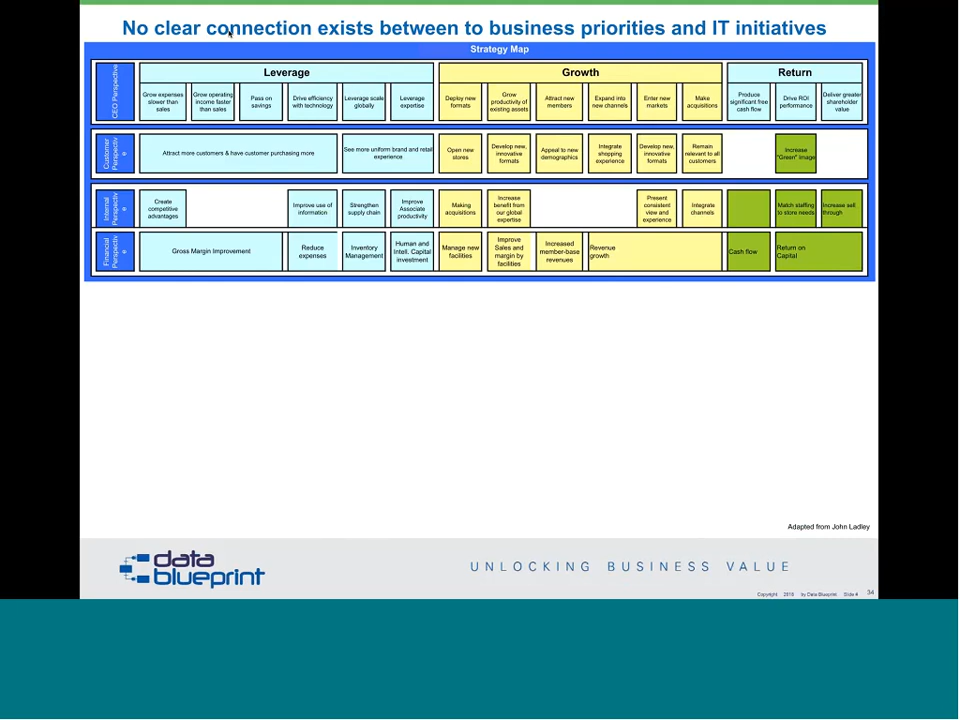 No clear connection exists between to business priorities and IT initiatives
Strategy Map
CEO Perspective
Leverage
Growth
Return
Grow expenses
slower than
sales
Grow operating
income faster
than sales
Pass on
savings
Drive efficiency
with technology
Leverage scale
globally
Leverage
expertise
Deploy new
formats
Grow
productivity of
existing assets
Attract new
members
Expand into
new channels
Enter new
markets
Make
acquisitions
Produce
significant free
cash flow
Drive ROI
performance
Deliver greater
shareholder
value
Customer
Perspectiv
e
Attract more customers & have customer purchasing more
See more uniform brand and retail
experience
Open new
stores
Develop new,
innovative
formats
Appeal to new
demographics
Integrate
shopping
experience
Develop new,
innovative
formats
Remain
relevant to all
customers
Increase
"Green" Image
Internal
Perspectiv
e
Create
competitive
advantages
Improve use of
information
Strengthen
supply chain
Improve
Associate
productivity
Making
acquisitions
Increase
benefit from
our global
expertise
Present
consistent
view and
experience
Integrate
channels
Match staffing
to store needs
Increase sell
through
Financial
Perspectiv
e
Gross Margin Improvement
Reduce
expenses
Inventory
Management
Human and
Intell. Capital
investment
Manage new
facilities
Improve
Sales and
margin by
facilities
Increased
member-base
revenues
Revenue
growth
Cash flow
Return on
Capital
Adapted from John Ladley
data
blueprint
UNLOCKING BUSINESS VALUE
Copyright 2010 by Data Blueprint Slide # 34